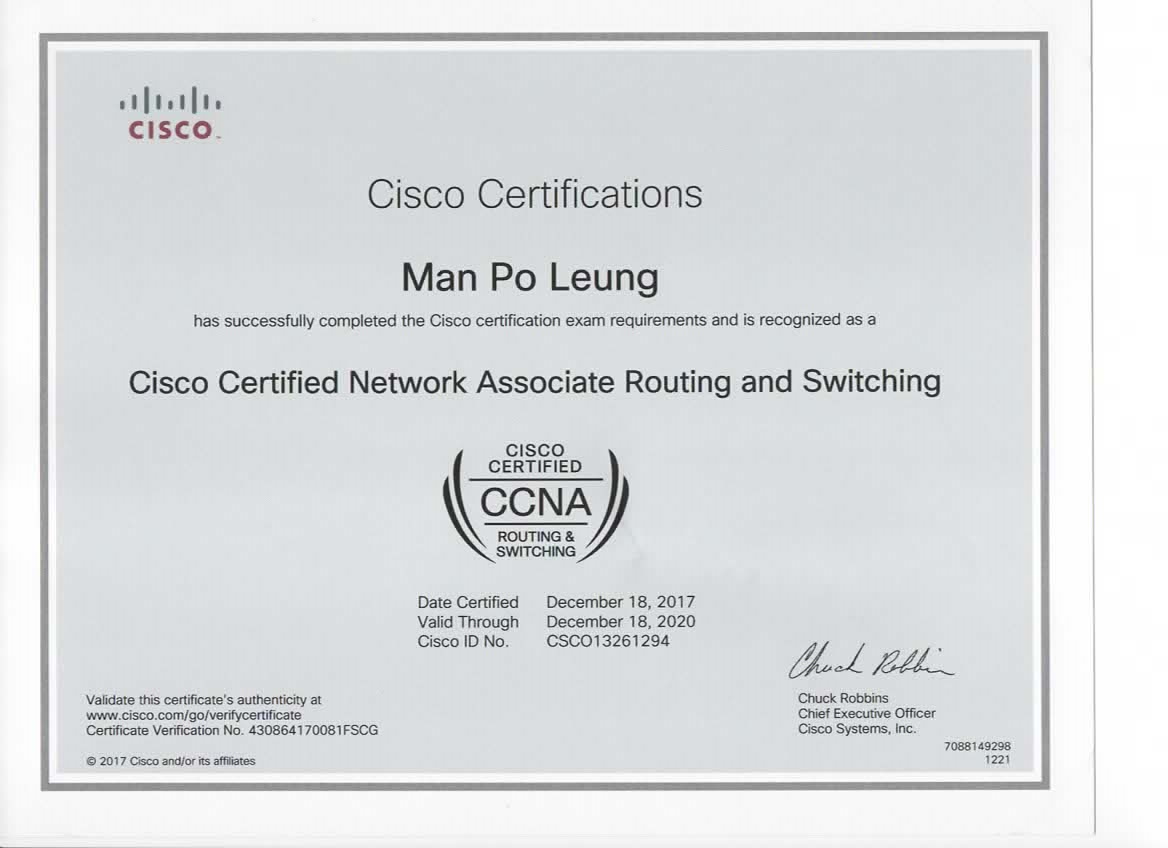 CISCO
Cisco Certifications
Man Po Leung
has successfully completed the Cisco certification exam requirements and is recognized as a
Cisco Certified Network Associate Routing and Switching
CISCO
CERTIFIED
CCNA
ROUTING &
SWITCHING
Date Certified December 18, 2017
Valid Through December 18, 2020
Cisco ID No. CSCO13261294
Chuck Robbins
Validate this certificate's authenticity at
www.cisco.com/go/verifycertificate
Certificate Verification No. 430864170081FSCG
© 2017 Cisco and/or its affiliates
Chuck Robbins
Chief Executive Officer
Cisco Systems, Inc.
7088149298
1221